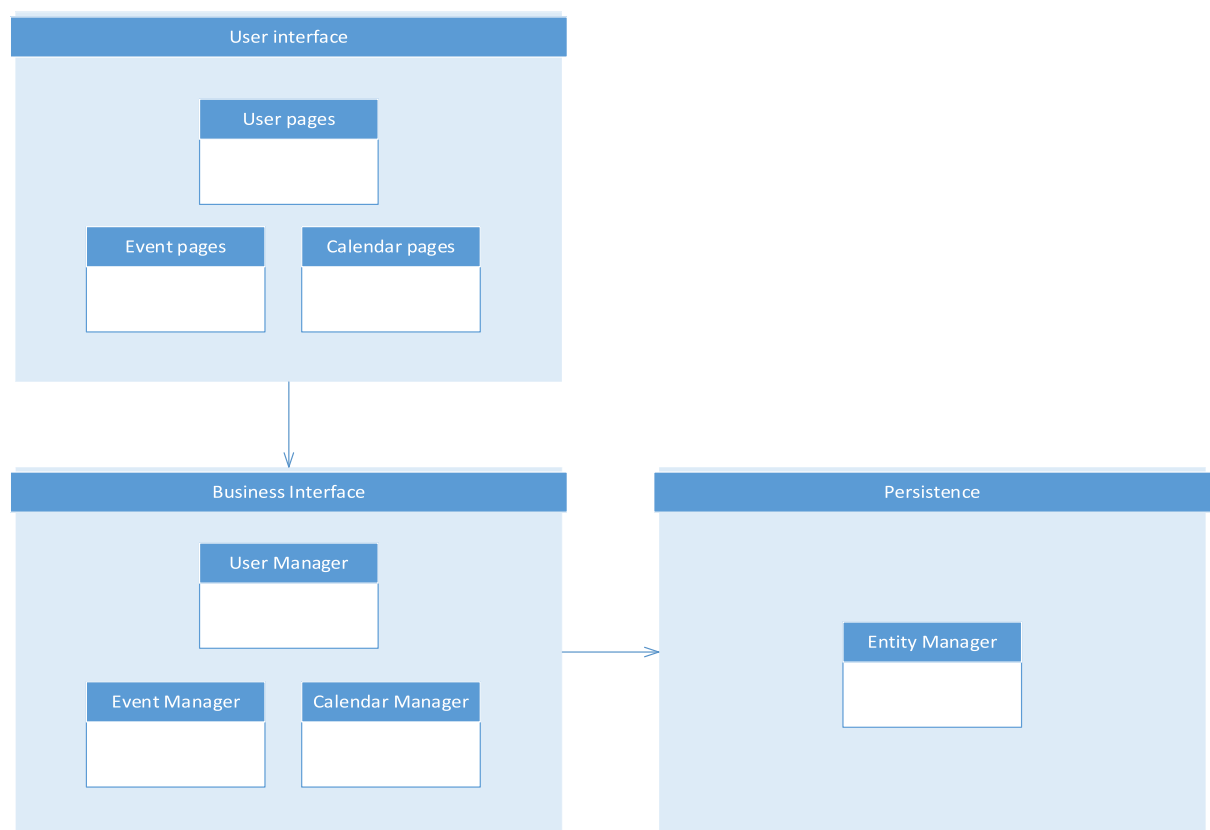 User interface
User pages
Event pages
Calendar pages
Business Interface
User Manager
Event Manager
Calendar Manager
Persistence
Entity Manager